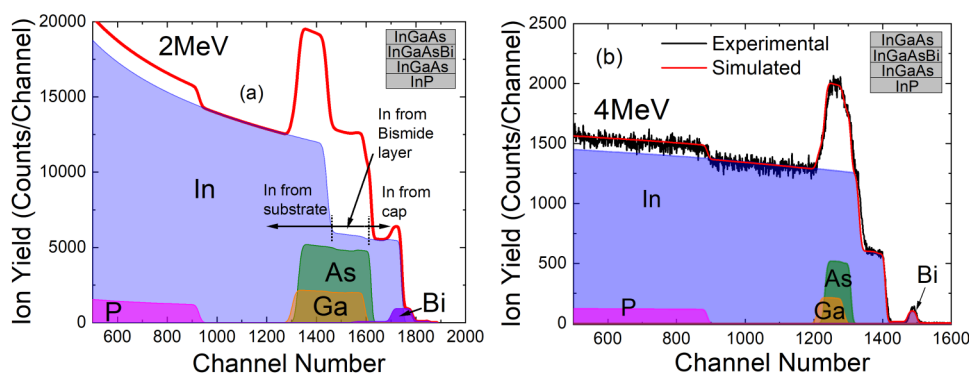 20000
15000
10000
5000
0
Ion Yield (Counts/Channel)
2MeV
(a)
InGaAs
InGaAsBi
InGaAs
InP
In from
Bismide
layer
In from
substrate
In from
cap
In
As
Ga
P
Bi
600 800 1000 1200 1400 1600 1800 2000
Channel Number
2500
2000
1500
1000
500
0
Ion Yield (Counts/Channel)
(b)
Experimental
Simulated
4MeV
InGaAs
InGaAsBi
InGaAs
InP
In
As
Ga
P
Bi
600 800 1000 1200 1400 1600
Channel Number